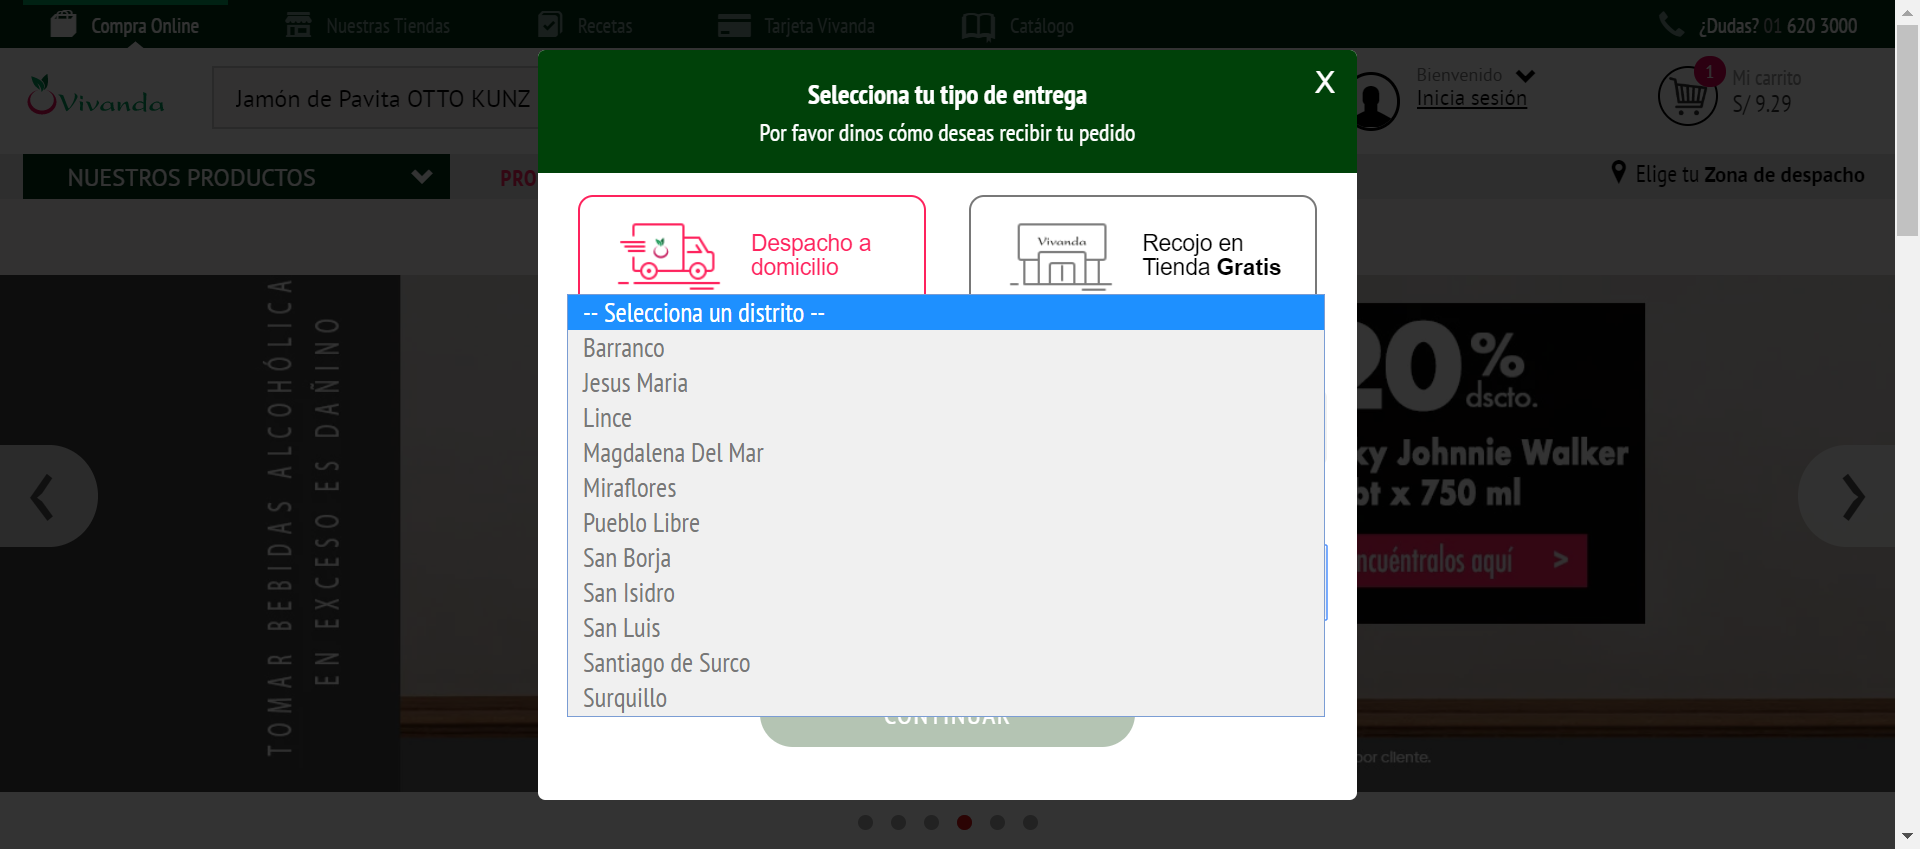 Compra Online
Nuestras Tiendas
Recetas
Tarjeta Vivanda
Catálogo
¿Dudas? 01 620 3000
Vivanda
Jamón de Pavita OTTO KUNZ
Bienvenido
Inicia sesión
1
Mi carrito
S/ 9.29
NUESTROS PRODUCTOS
PRO
Elige tu Zona de despacho
Selecciona tu tipo de entrega
X
Por favor dinos cómo deseas recibir tu pedido
Despacho a
domicilio
Vivanda
Recojo en
Tienda Gratis
-- Selecciona un distrito --
Barranco
Jesus Maria
Lince
Magdalena Del Mar
Miraflores
Pueblo Libre
San Borja
San Isidro
San Luis
Santiago de Surco
Surquillo
CONTINUAR
TOMAR BEBIDAS ALCOHÓLICA
EN EXCESO ES DAÑINO
20%
dscto.
ky Johnnie Walker
ot x 750 ml
ncuéntralos aquí >
por cliente.